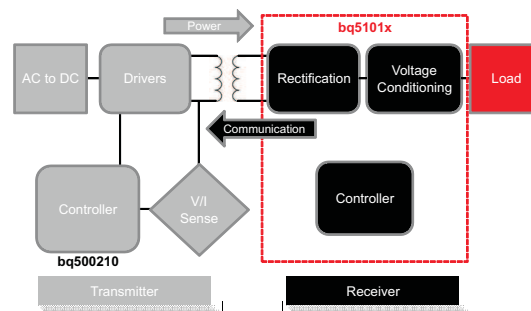 Power
bq5101x
AC to DC
Drivers
Rectification
Voltage
Conditioning
Load
Communication
Controller
V/I
Sense
Controller
bq500210
Transmitter
Receiver